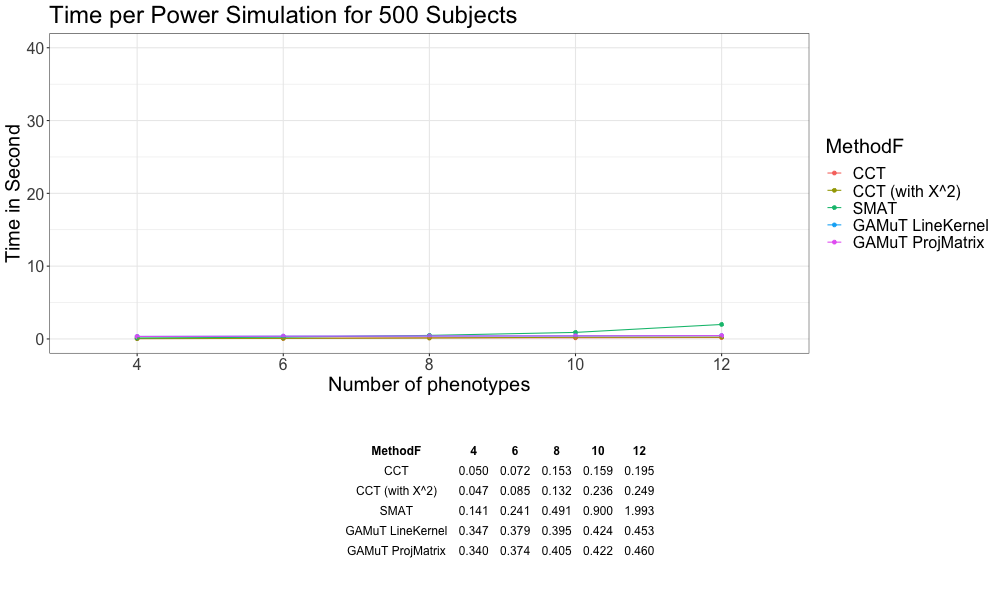 Time per Power Simulation for 500 Subjects
Time in Second
40
30
20
10
0
4 6 8 10 12
Number of phenotypes
MethodF
CCT
CCT (with X^2)
SMAT
GAMuT LineKernel
GAMuT ProjMatrix
MethodF 4 6 8 10 12
CCT 0.050 0.072 0.153 0.159 0.195
CCT (with X^2) 0.047 0.085 0.132 0.236 0.249
SMAT 0.141 0.241 0.491 0.900 1.993
GAMuT LineKernel 0.347 0.379 0.395 0.424 0.453
GAMuT ProjMatrix 0.340 0.374 0.405 0.422 0.460